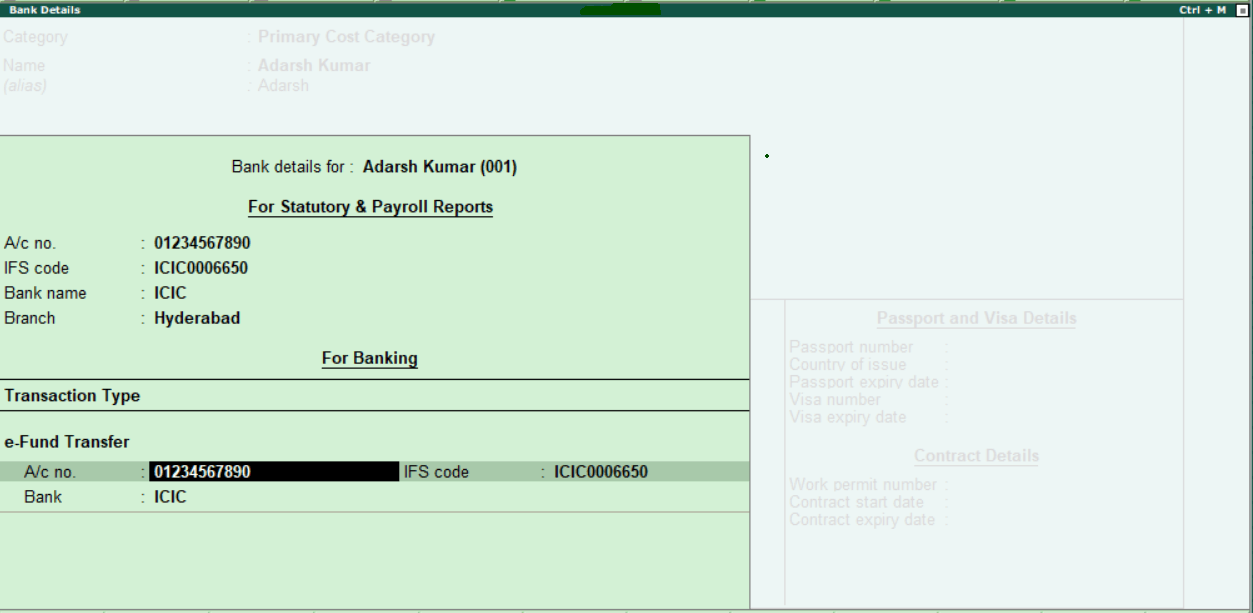 Bank Details Ctrl + M
Category : Primary Cost Category
Name : Adarsh Kumar
(alias) : Adarsh
Bank details for : Adarsh Kumar (001)
For Statutory & Payroll Reports
A/c no. : 01234567890
IFS code : ICIC0006650
Bank name : ICIC
Branch : Hyderabad
For Banking
Transaction Type
e-Fund Transfer
A/c no. : 01234567890 IFS code : ICIC0006650
Bank : ICIC
Passport and Visa Details
Passport number :
Country of issue :
Passport expiry date :
Visa number :
Visa expiry date :
Contract Details
Work permit number :
Contract start date :
Contract expiry date :